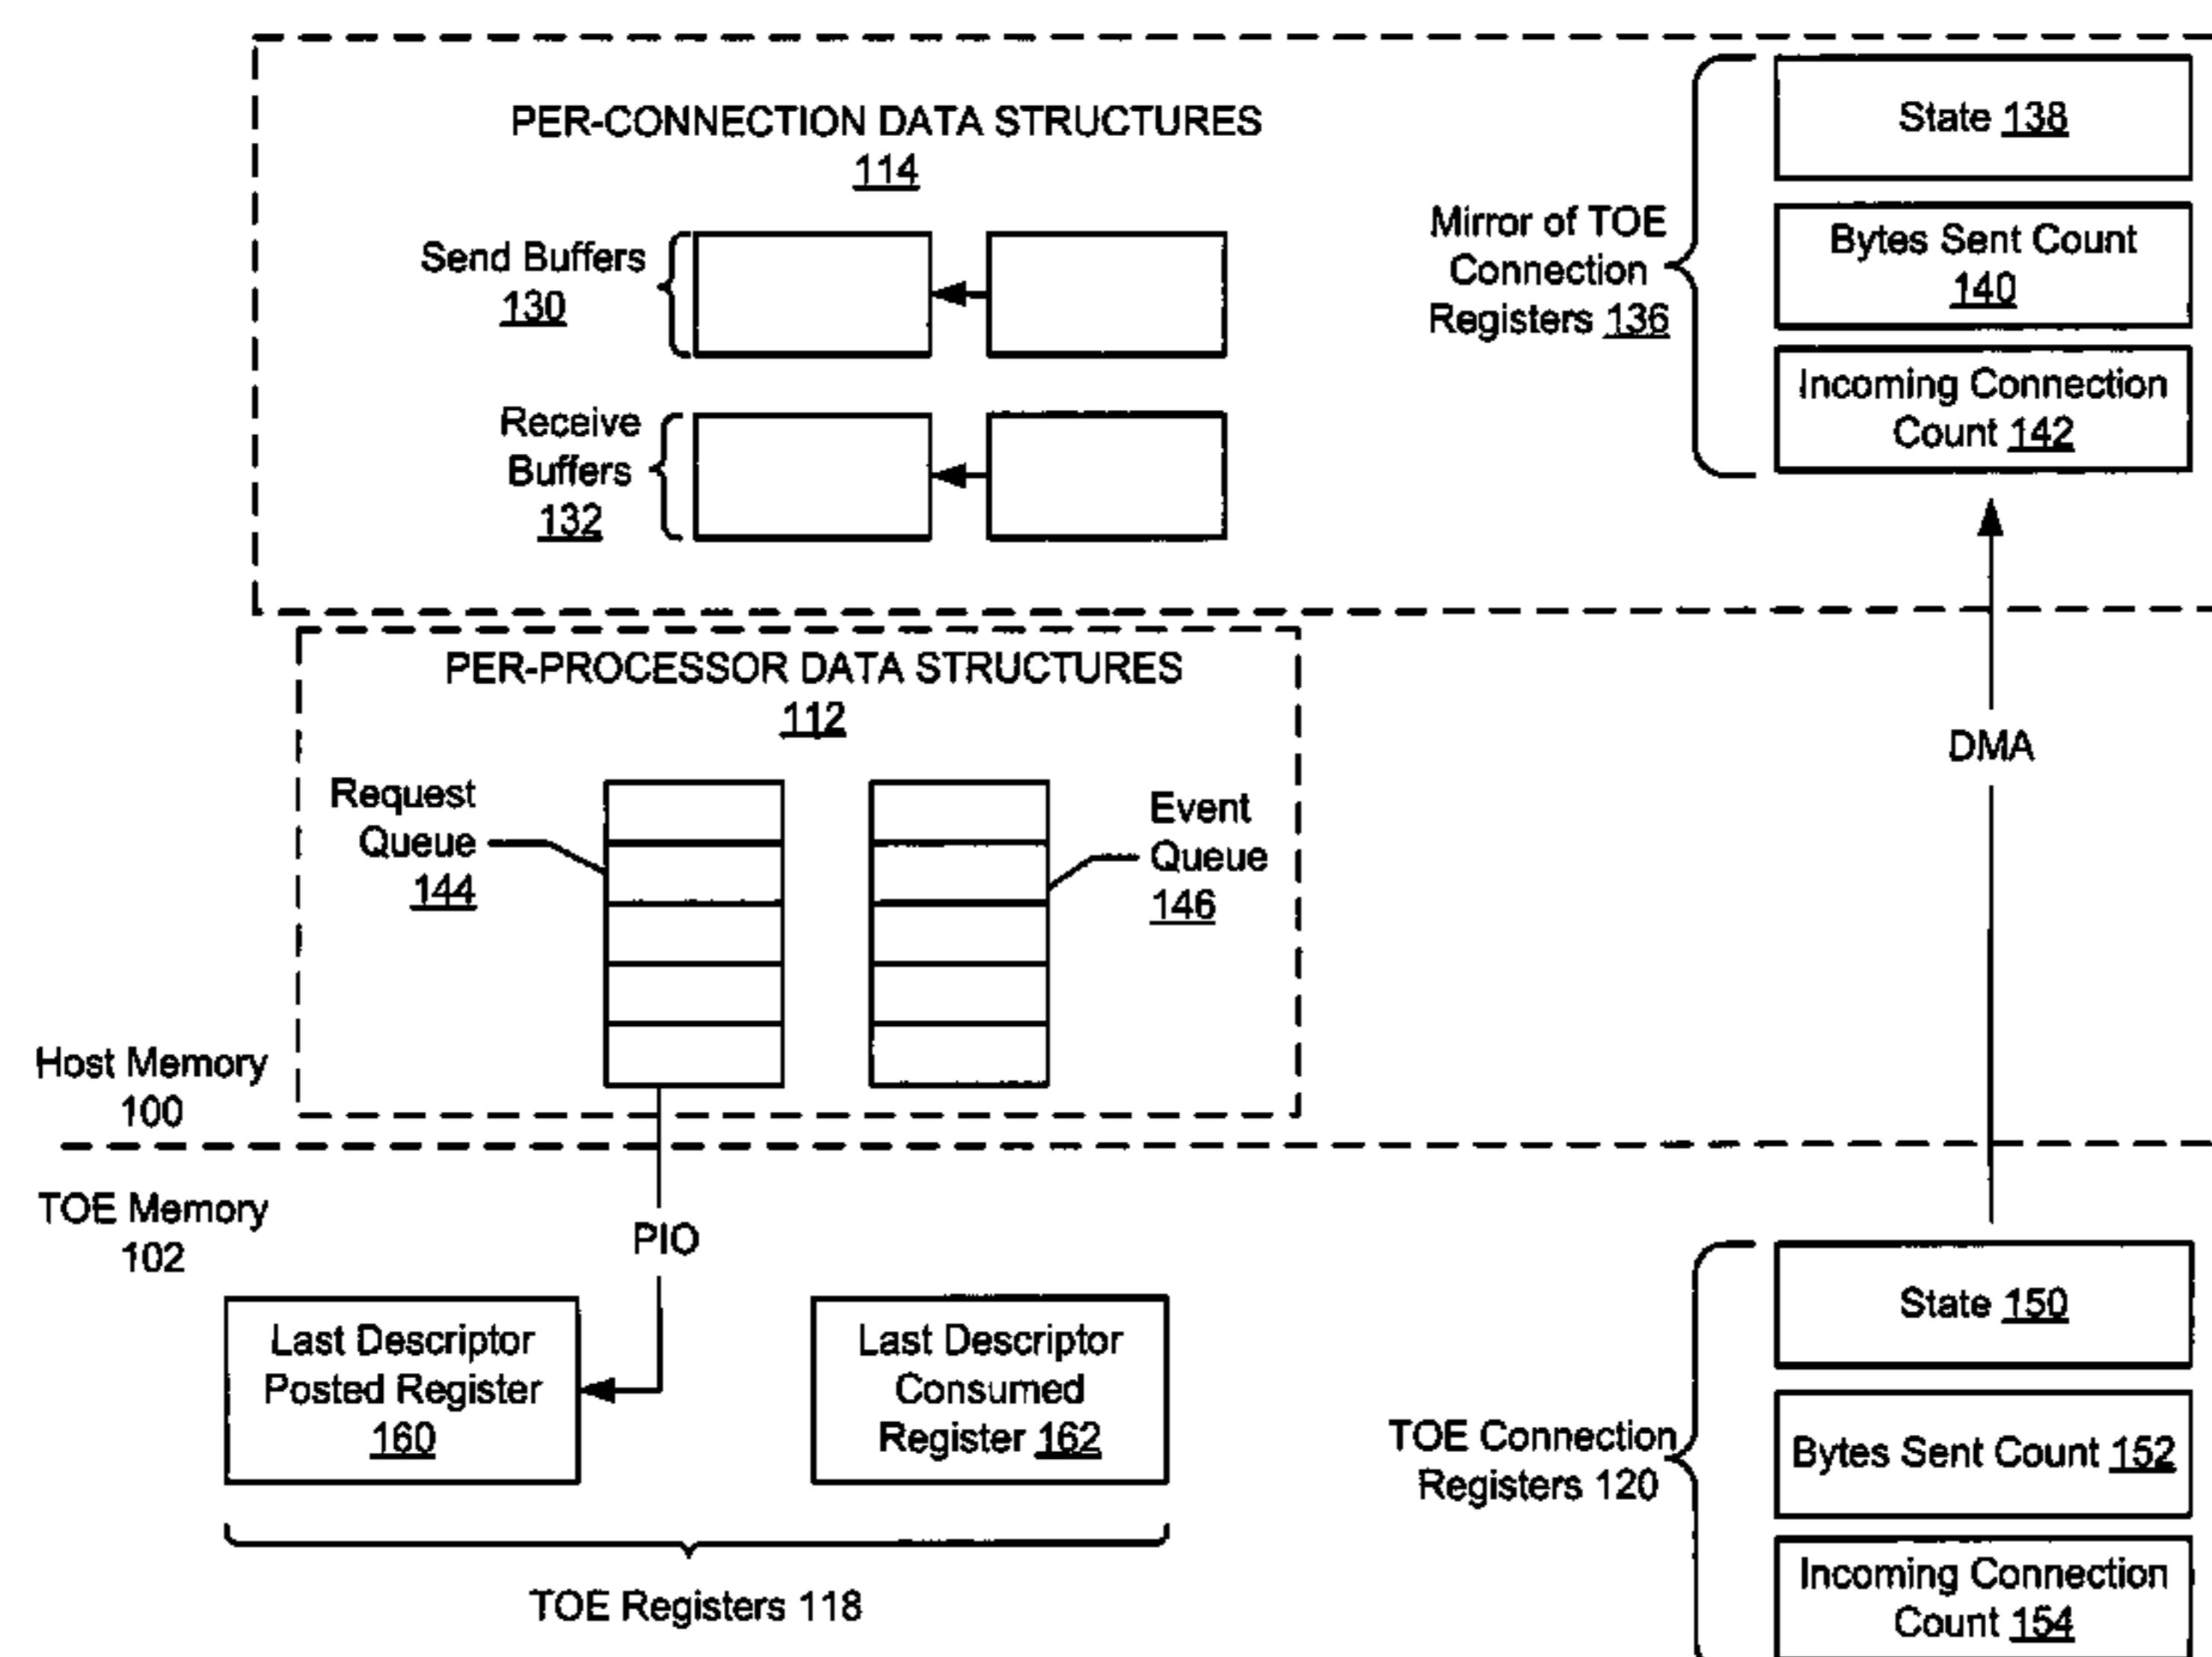 PER-CONNECTION DATA STRUCTURES
114
Send Buffers
130
Receive
Buffers
132
Mirror of TOE
Connection
Registers 136
State 138
Bytes Sent Count
140
Incoming Connection
Count 142
PER-PROCESSOR DATA STRUCTURES
112
Request
Queue
144
Event
Queue
146
DMA
Host Memory
100
TOE Memory
102
PIO
Last Descriptor
Posted Register
160
Last Descriptor
Consumed
Register 162
TOE Registers 118
TOE Connection
Registers 120
State 150
Bytes Sent Count 152
Incoming Connection
Count 154